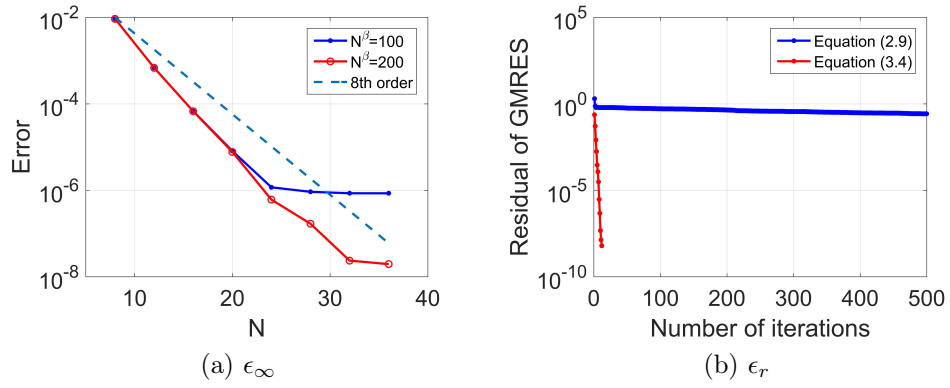 10^-2
10^-4
10^-6
10^-8
Error
10
20
30
40
N
N^β=100
N^β=200
8th order
(a) ϵ_∞
10^5
10^0
10^-5
10^-10
Residual of GMRES
0
100
200
300
400
500
Number of iterations
Equation (2.9)
Equation (3.4)
(b) ϵ_r